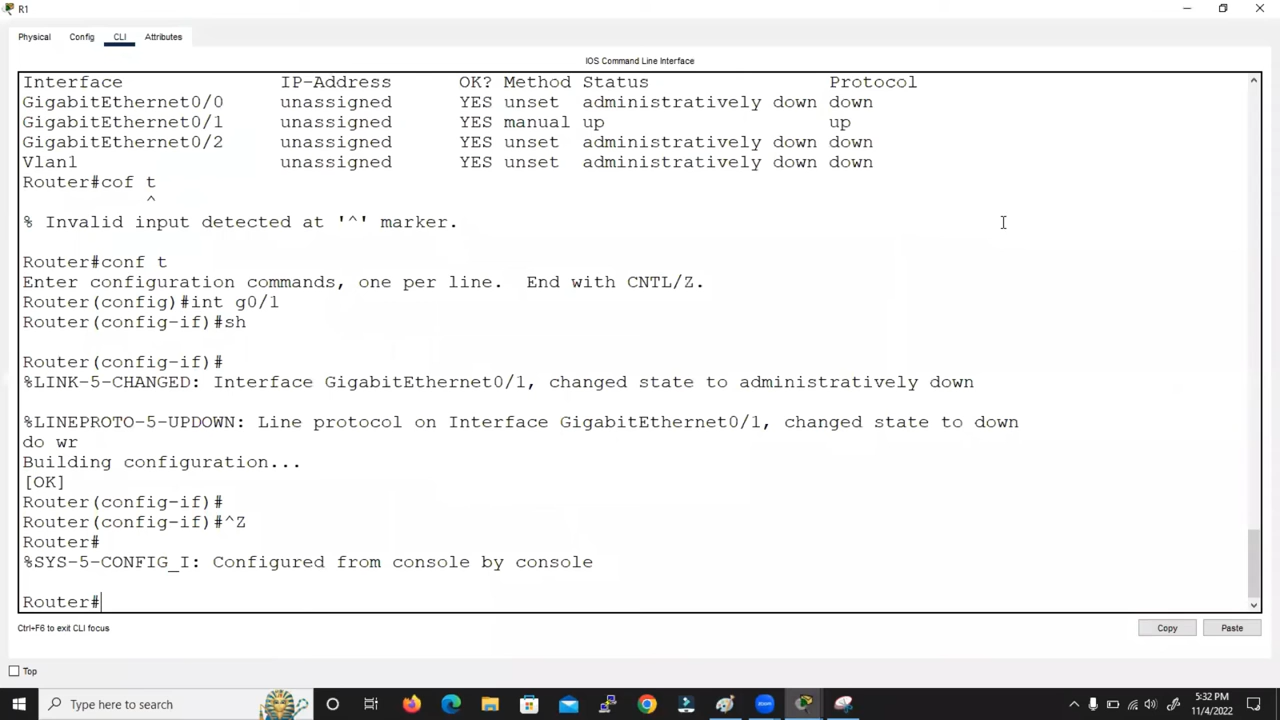 R1
Physical Config CLI Attributes
IOS Command Line Interface
Interface IP-Address OK? Method Status Protocol
GigabitEthernet0/0 unassigned YES unset administratively down down
GigabitEthernet0/1 unassigned YES manual up up
GigabitEthernet0/2 unassigned YES unset administratively down down
Vlan1 unassigned YES unset administratively down down
Router#cof t
^
% Invalid input detected at '^' marker.
Router#conf t
Enter configuration commands, one per line. End with CNTL/Z.
Router(config)#int g0/1
Router(config-if)#sh
Router(config-if)#
%LINK-5-CHANGED: Interface GigabitEthernet0/1, changed state to administratively down
%LINEPROTO-5-UPDOWN: Line protocol on Interface GigabitEthernet0/1, changed state to down
do wr
Building configuration...
[OK]
Router(config-if)#
Router(config-if)#^Z
Router#
%SYS-5-CONFIG_I: Configured from console by console
Router#
Ctrl+F6 to exit CLI focus
Copy Paste
Top
Type here to search
zoom
5:32 PM
11/4/2022